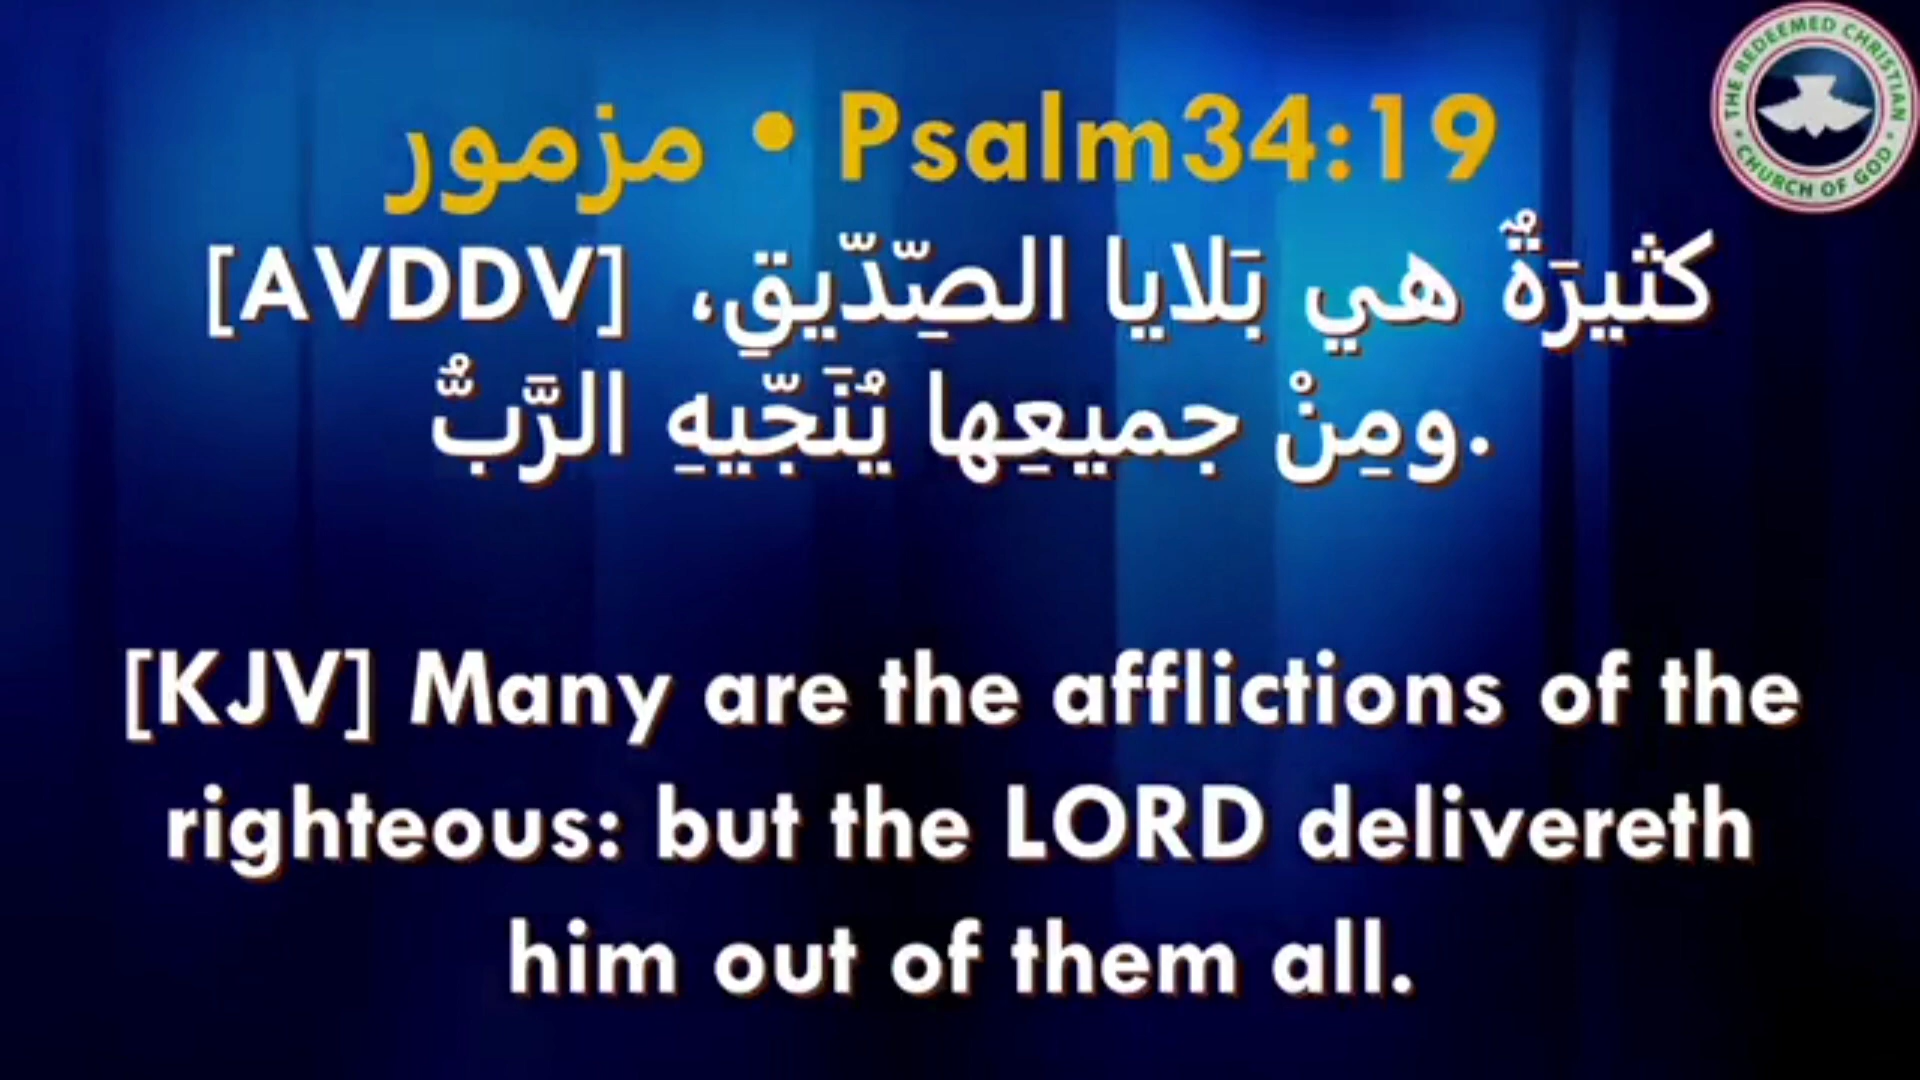 مزمور • Psalm34:19
[AVDDV] كثيرَةٌ هي بَلايا الصِّدّيقِ،
ومِنْ جميعِها يُنَجّيهِ الرَّبُّ.
[KJV] Many are the afflictions of the
righteous: but the LORD delivereth
him out of them all.
THE REDEEMED CHRISTIAN
• CHURCH OF GOD •